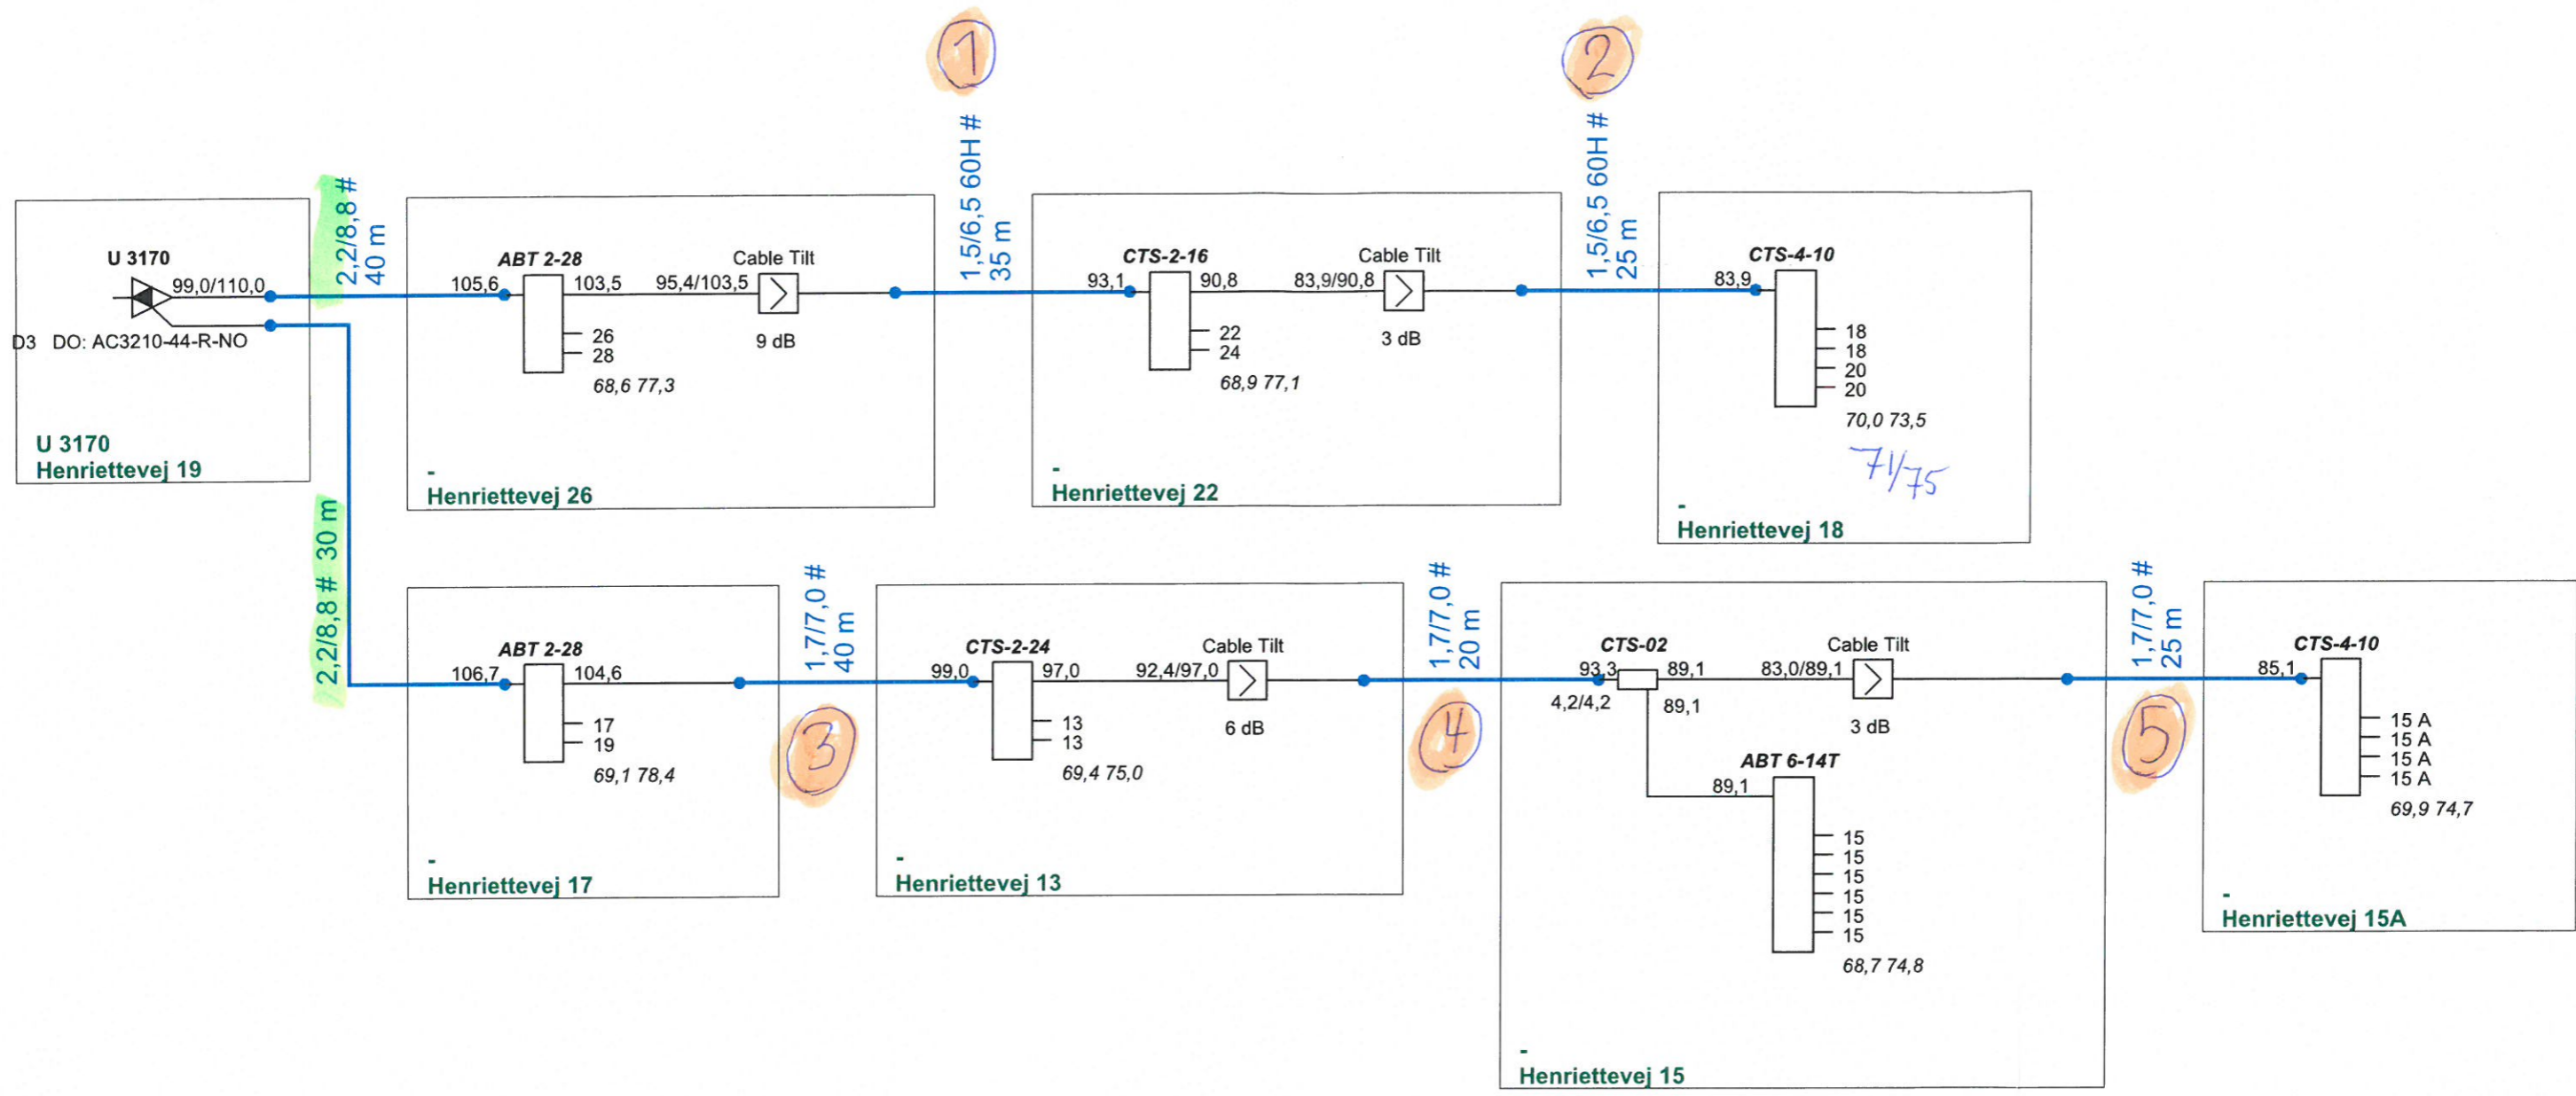 1
2
2,2/8,8 #
40 m
1,5/6,5 60H #
35 m
1,5/6,5 60H #
25 m
U 3170
99,0/110,0
D3 DO: AC3210-44-R-NO
U 3170
Henriettevej 19
ABT 2-28
105,6
103,5
95,4/103,5
Cable Tilt
9 dB
26
28
68,6 77,3
-
Henriettevej 26
CTS-2-16
93,1
90,8
83,9/90,8
Cable Tilt
3 dB
22
24
68,9 77,1
-
Henriettevej 22
CTS-4-10
83,9
18
18
20
20
70,0 73,5
71/75
-
Henriettevej 18
2,2/8,8 # 30 m
ABT 2-28
106,7
104,6
17
19
69,1 78,4
-
Henriettevej 17
1,7/7,0 #
40 m
3
CTS-2-24
99,0
97,0
92,4/97,0
Cable Tilt
6 dB
13
13
69,4 75,0
-
Henriettevej 13
1,7/7,0 #
20 m
4
CTS-02
93,3
89,1
83,0/89,1
Cable Tilt
3 dB
4,2/4,2
89,1
ABT 6-14T
89,1
15
15
15
15
15
15
68,7 74,8
-
Henriettevej 15
1,7/7,0 #
25 m
5
CTS-4-10
85,1
15 A
15 A
15 A
15 A
69,9 74,7
-
Henriettevej 15A